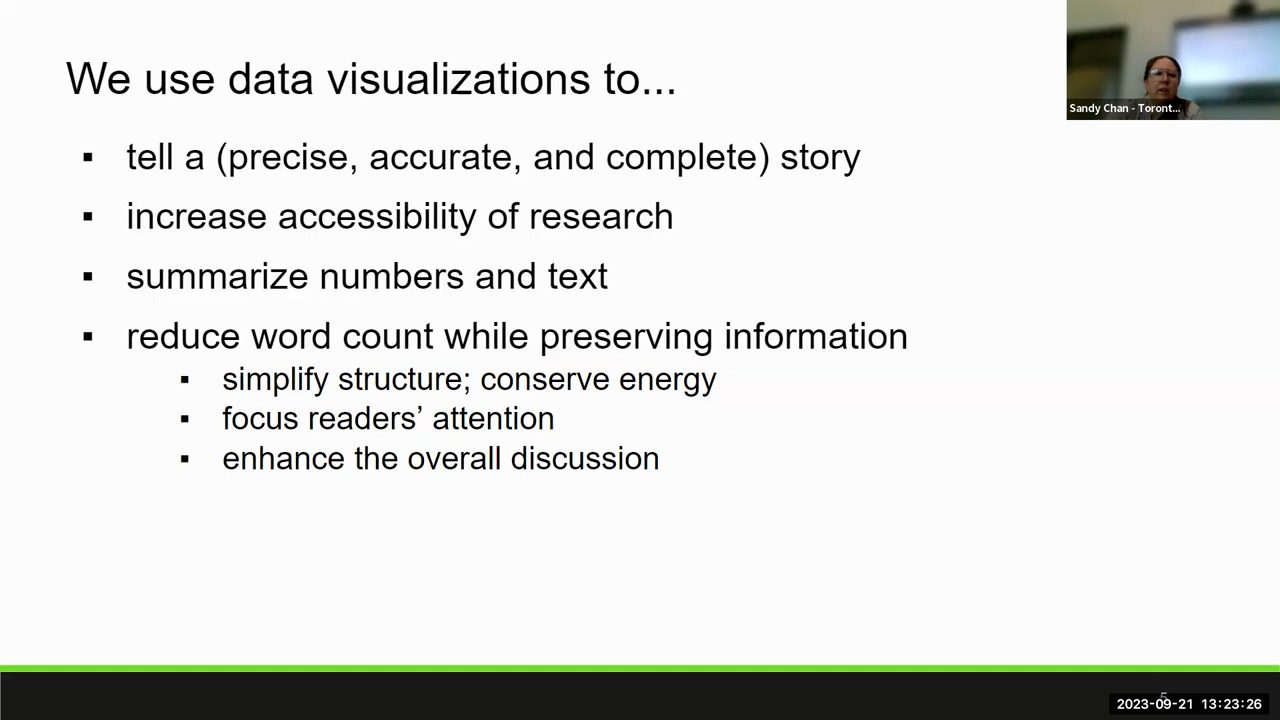 We use data visualizations to...
▪ tell a (precise, accurate, and complete) story
▪ increase accessibility of research
▪ summarize numbers and text
▪ reduce word count while preserving information
▪ simplify structure; conserve energy
▪ focus readers’ attention
▪ enhance the overall discussion
Sandy Chan - Toront...
5
2023-09-21 13:23:26